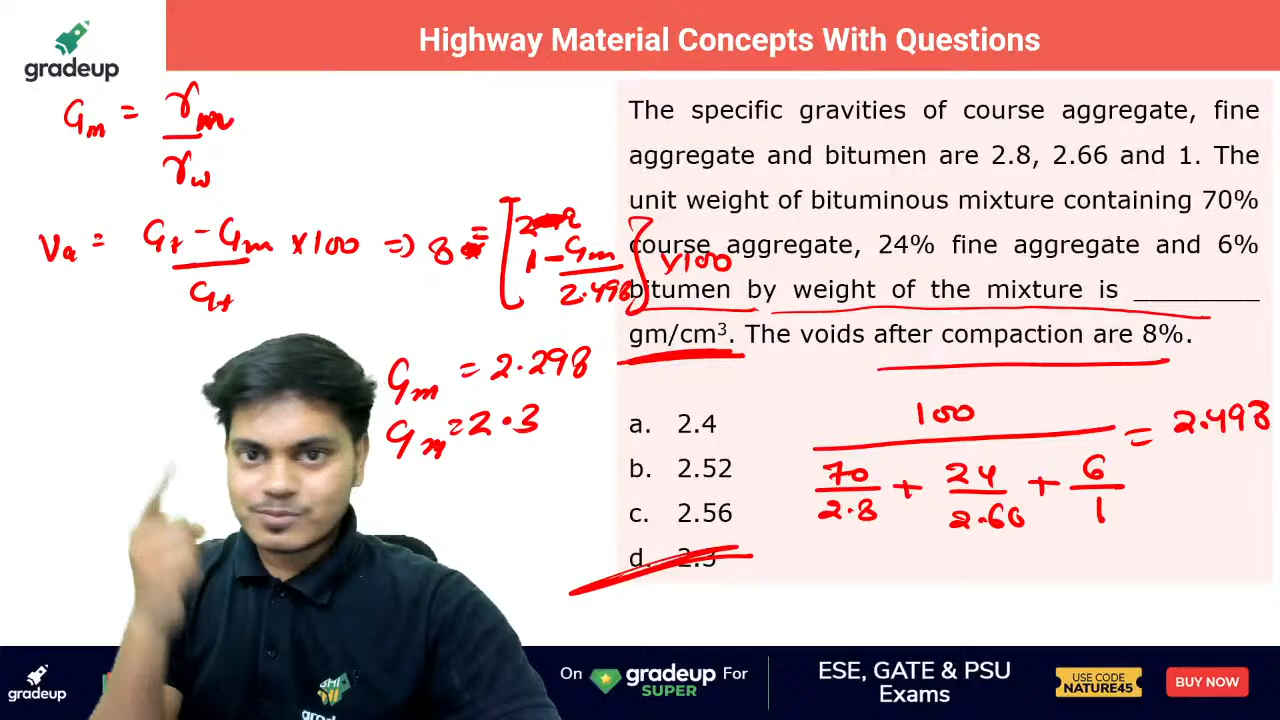 gradeup
Highway Material Concepts With Questions
The specific gravities of course aggregate, fine
aggregate and bitumen are 2.8, 2.66 and 1. The
unit weight of bituminous mixture containing 70%
course aggregate, 24% fine aggregate and 6%
bitumen by weight of the mixture is ________
gm/cm³. The voids after compaction are 8%.
a. 2.4
b. 2.52
c. 2.56
d. 2.3
Gm = γm / γw
Va = Gt - Gm / Gt × 100 ⇒ 8 = [1 - Gm / 2.498] × 100
Gm = 2.298
Gm = 2.3
100 / 70/2.8 + 24/2.66 + 6/1 = 2.498
gradeup
On gradeup SUPER For
ESE, GATE & PSU
Exams
USE CODE
NATURE45
BUY NOW